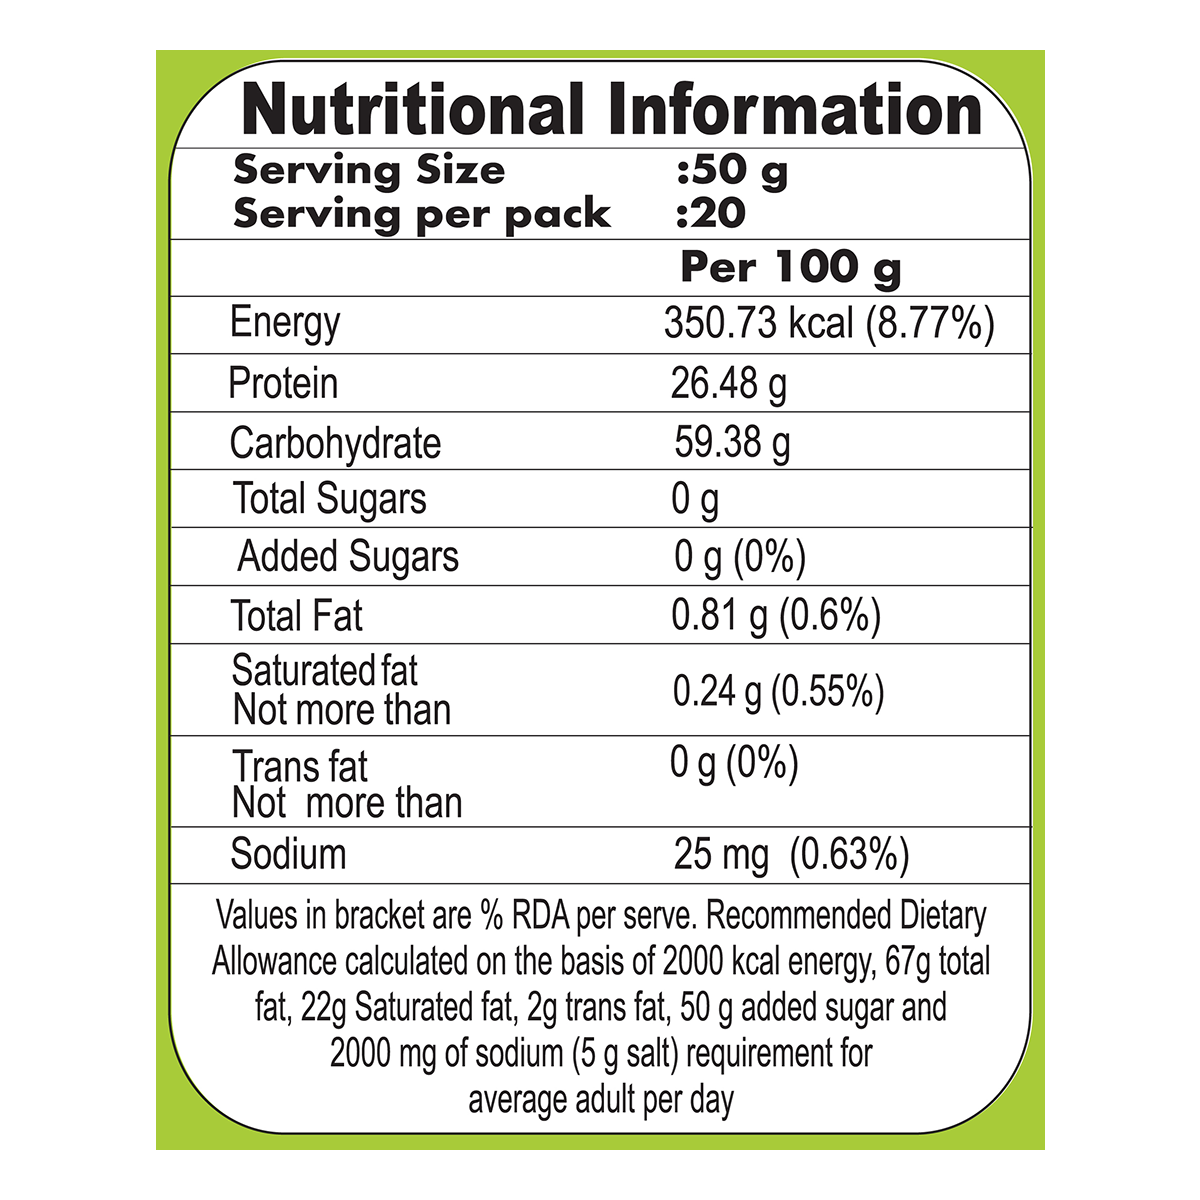 Nutritional Information
Serving Size :50 g
Serving per pack :20
Per 100 g
Energy 350.73 kcal (8.77%)
Protein 26.48 g
Carbohydrate 59.38 g
Total Sugars 0 g
Added Sugars 0 g (0%)
Total Fat 0.81 g (0.6%)
Saturated fat
Not more than 0.24 g (0.55%)
Trans fat 0 g (0%)
Not more than
Sodium 25 mg (0.63%)
Values in bracket are % RDA per serve. Recommended Dietary
Allowance calculated on the basis of 2000 kcal energy, 67g total
fat, 22g Saturated fat, 2g trans fat, 50 g added sugar and
2000 mg of sodium (5 g salt) requirement for
average adult per day